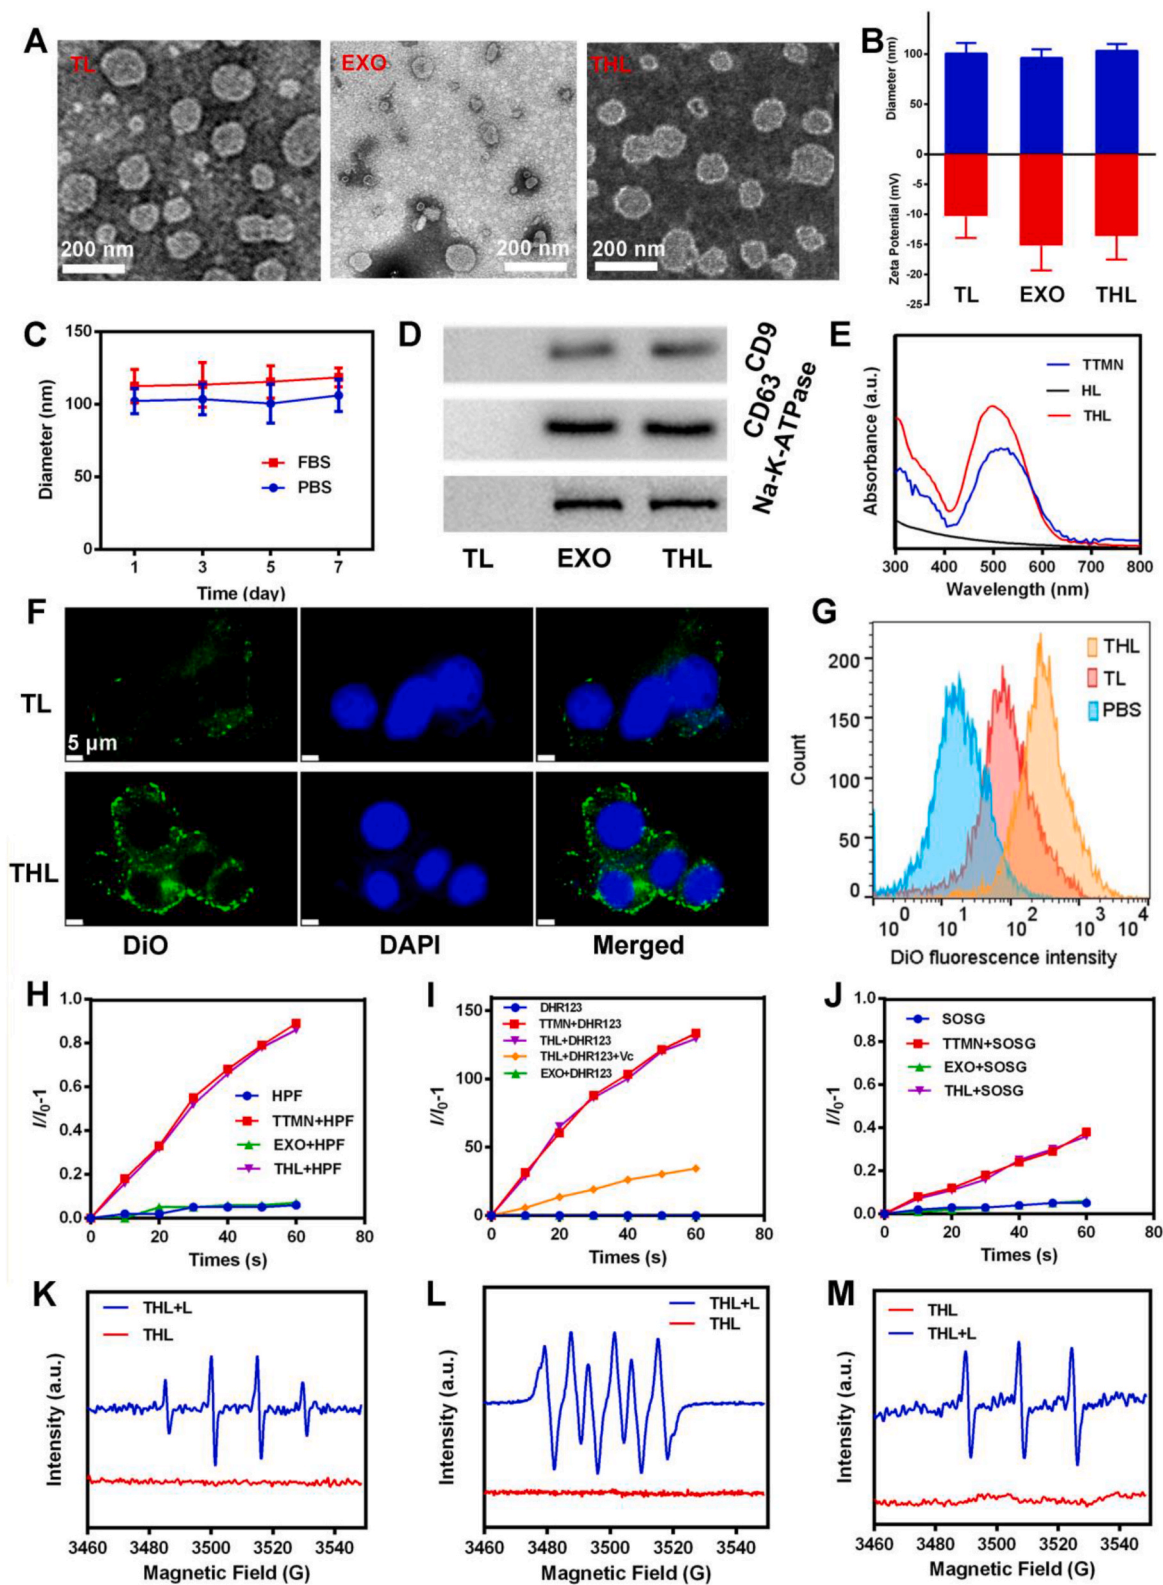 A
TL
200 nm
EXO
200 nm
THL
200 nm
B
Diameter (nm)
100
50
0
Zeta Potential (mV)
-5
-10
-15
-20
-25
TL EXO THL
C
Diameter (nm)
150
100
50
0
FBS
PBS
1 3 5 7
Time (day)
D
CD9
CD63
Na-K-ATPase
TL EXO THL
E
Absorbance (a.u.)
TTMN
HL
THL
300 400 500 600 700 800
Wavelength (nm)
F
TL
5 µm
THL
DiO DAPI Merged
G
Count
200
150
100
50
0
THL
TL
PBS
10^0 10^1 10^2 10^3 10^4
DiO fluorescence intensity
H
I/I0-1
1.0
0.8
0.6
0.4
0.2
0.0
HPF
TTMN+HPF
EXO+HPF
THL+HPF
0 20 40 60 80
Times (s)
I
I/I0-1
150
100
50
0
DHR123
TTMN+DHR123
THL+DHR123
THL+DHR123+Vc
EXO+DHR123
0 20 40 60 80
Times (s)
J
I/I0-1
1.0
0.8
0.6
0.4
0.2
0.0
SOSG
TTMN+SOSG
EXO+SOSG
THL+SOSG
0 20 40 60 80
Times (s)
K
Intensity (a.u.)
THL+L
THL
3460 3480 3500 3520 3540
Magnetic Field (G)
L
Intensity (a.u.)
THL+L
THL
3460 3480 3500 3520 3540
Magnetic Field (G)
M
Intensity (a.u.)
THL
THL+L
3460 3480 3500 3520 3540
Magnetic Field (G)